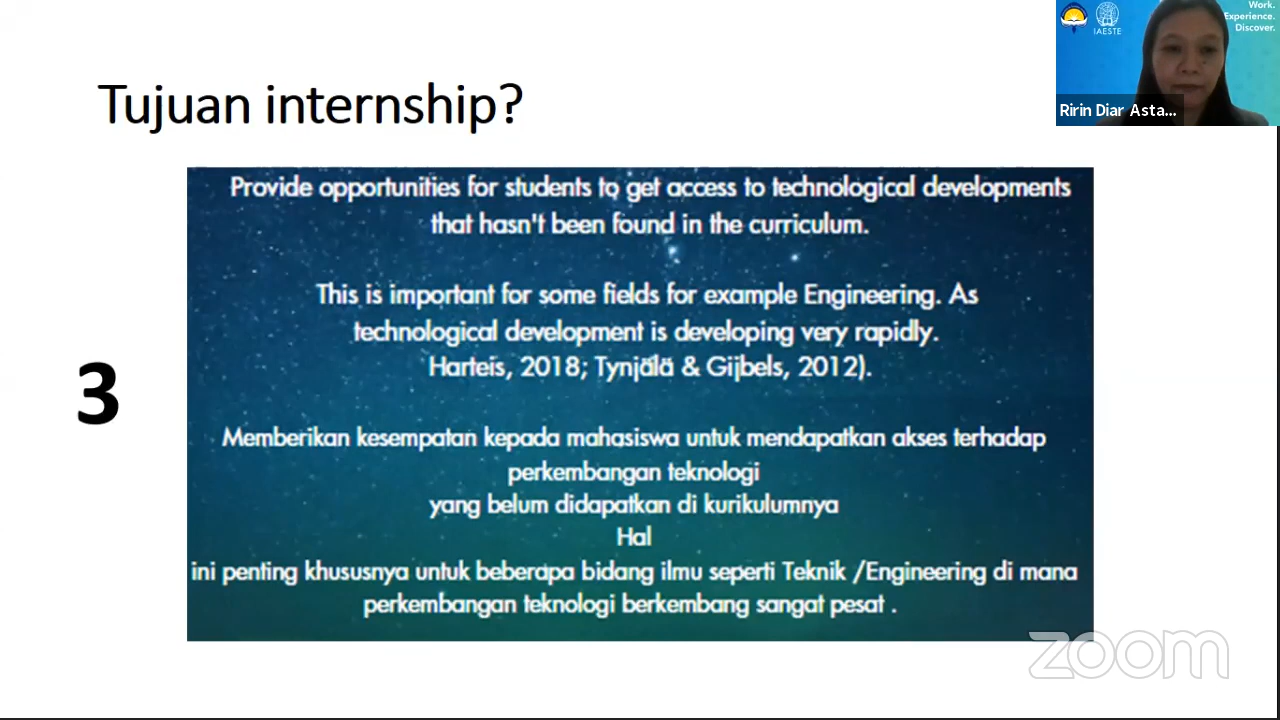 Work.
Experience.
Discover.
IAESTE
Ririn Diar Asta...
Tujuan internship?
Provide opportunities for students to get access to technological developments
that hasn't been found in the curriculum.
This is important for some fields for example Engineering. As
technological development is developing very rapidly.
Harteis, 2018; Tynjälä & Gijbels, 2012).
3
Memberikan kesempatan kepada mahasiswa untuk mendapatkan akses terhadap
perkembangan teknologi
yang belum didapatkan di kurikulumnya
Hal
ini penting khususnya untuk beberapa bidang ilmu seperti Teknik /Engineering di mana
perkembangan teknologi berkembang sangat pesat .
zoom